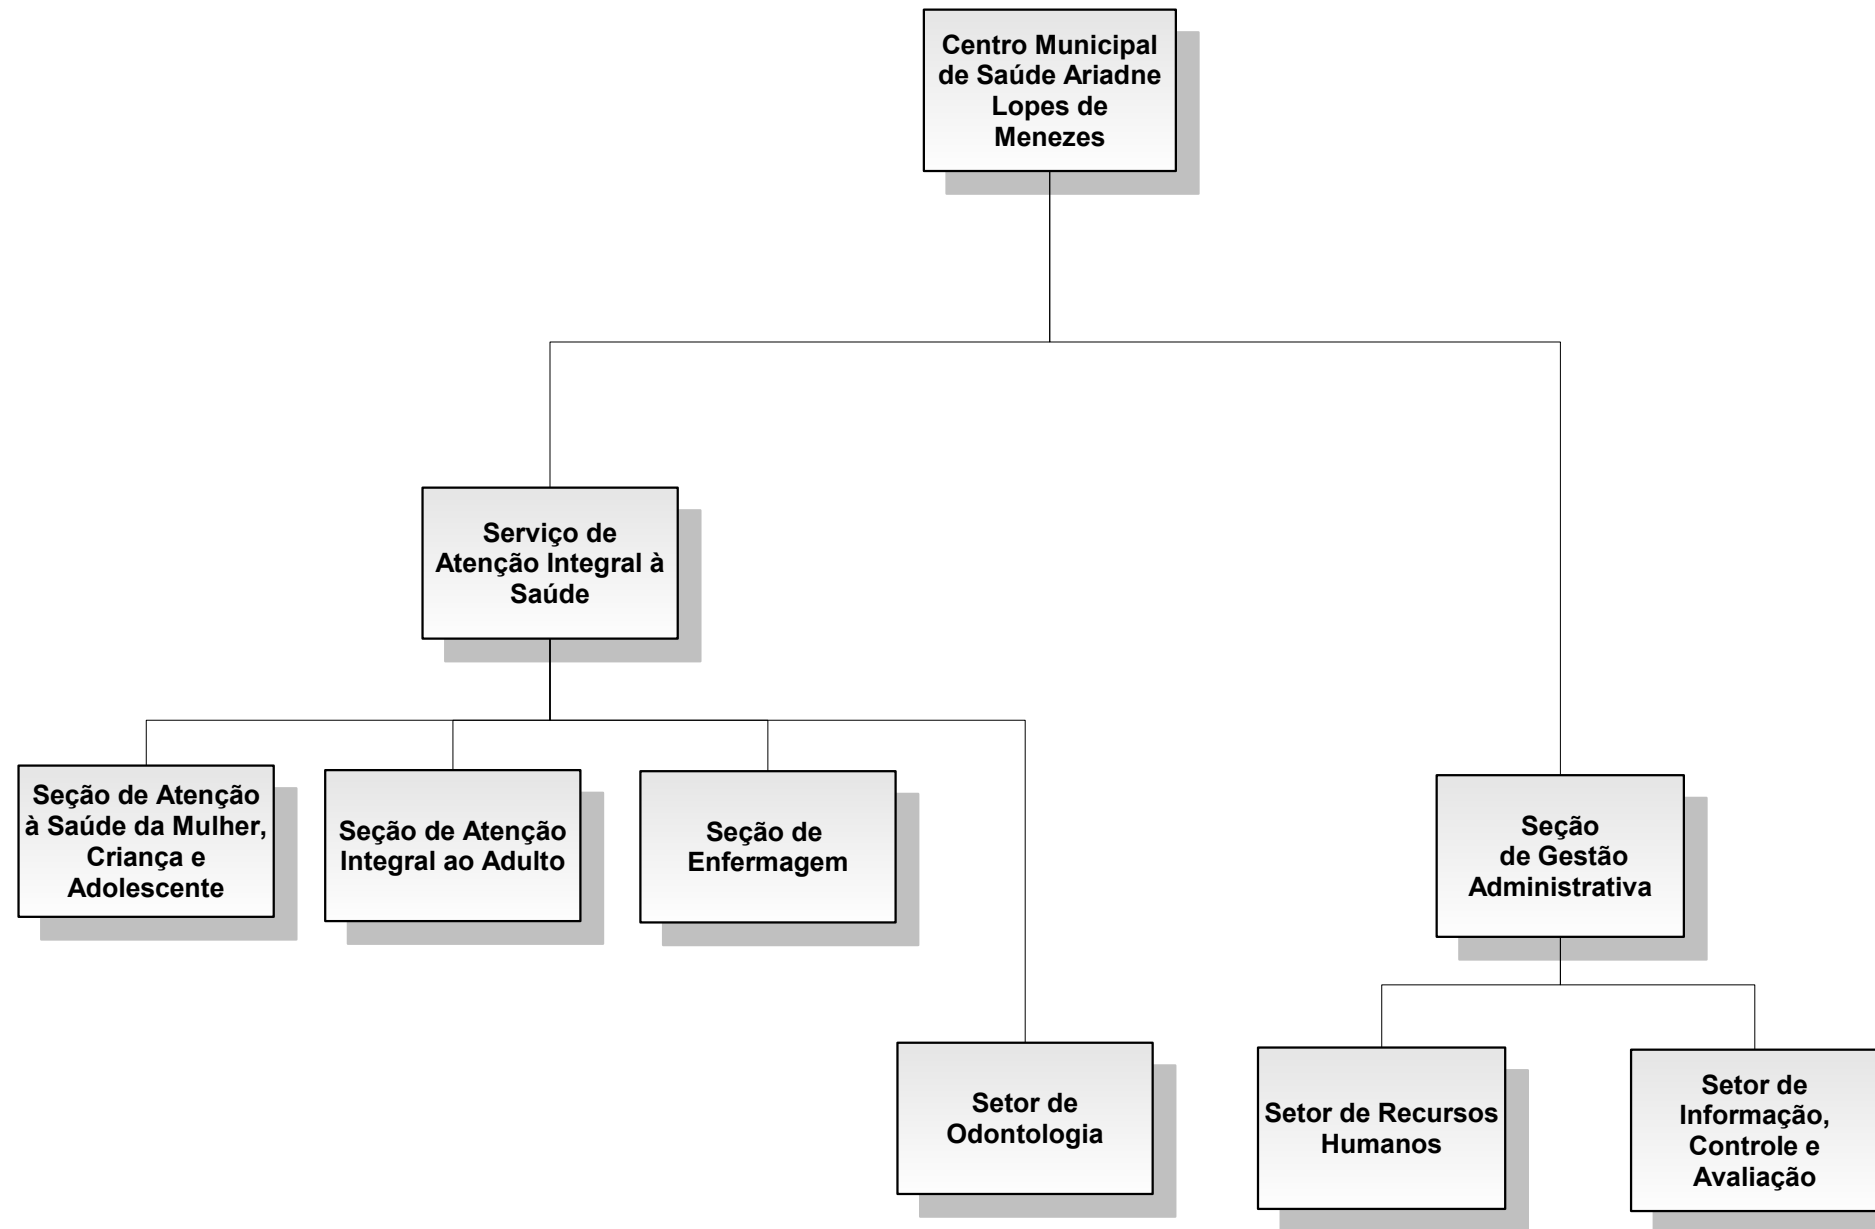 Centro Municipal
de Saúde Ariadne
Lopes de
Menezes
Serviço de
Atenção Integral à
Saúde
Seção de Atenção
à Saúde da Mulher,
Criança e
Adolescente
Seção de Atenção
Integral ao Adulto
Seção de
Enfermagem
Seção
de Gestão
Administrativa
Setor de
Odontologia
Setor de Recursos
Humanos
Setor de
Informação,
Controle e
Avaliação